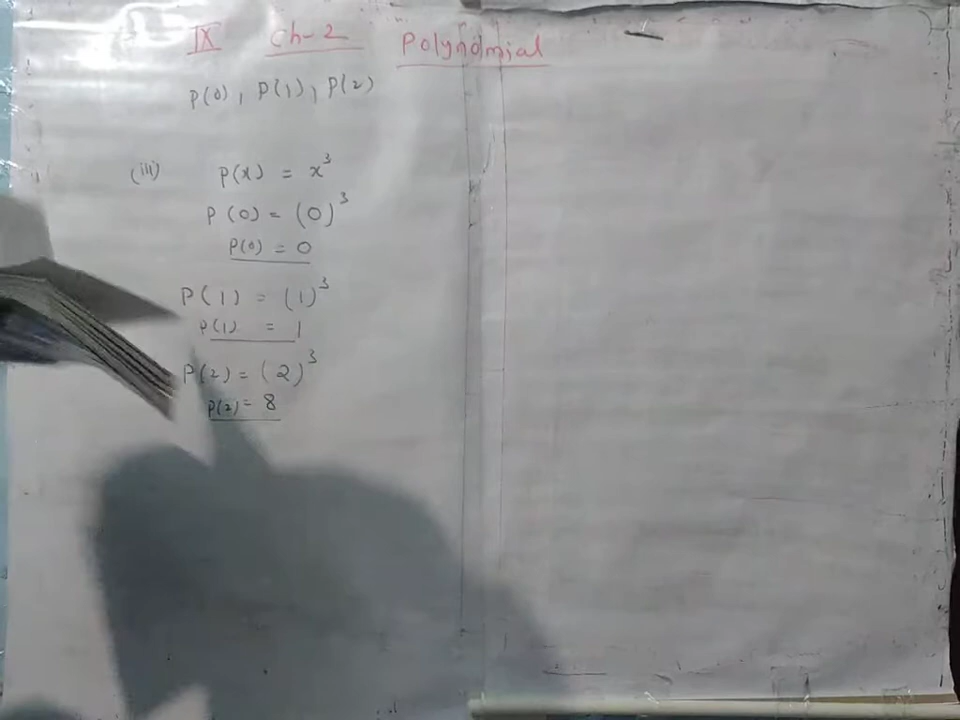 IX Ch-2 Polynomial
P(0), P(1), P(2)
(iii) P(x) = x³
P(0) = (0)³
P(0) = 0
P(1) = (1)³
P(1) = 1
P(2) = (2)³
P(2) = 8